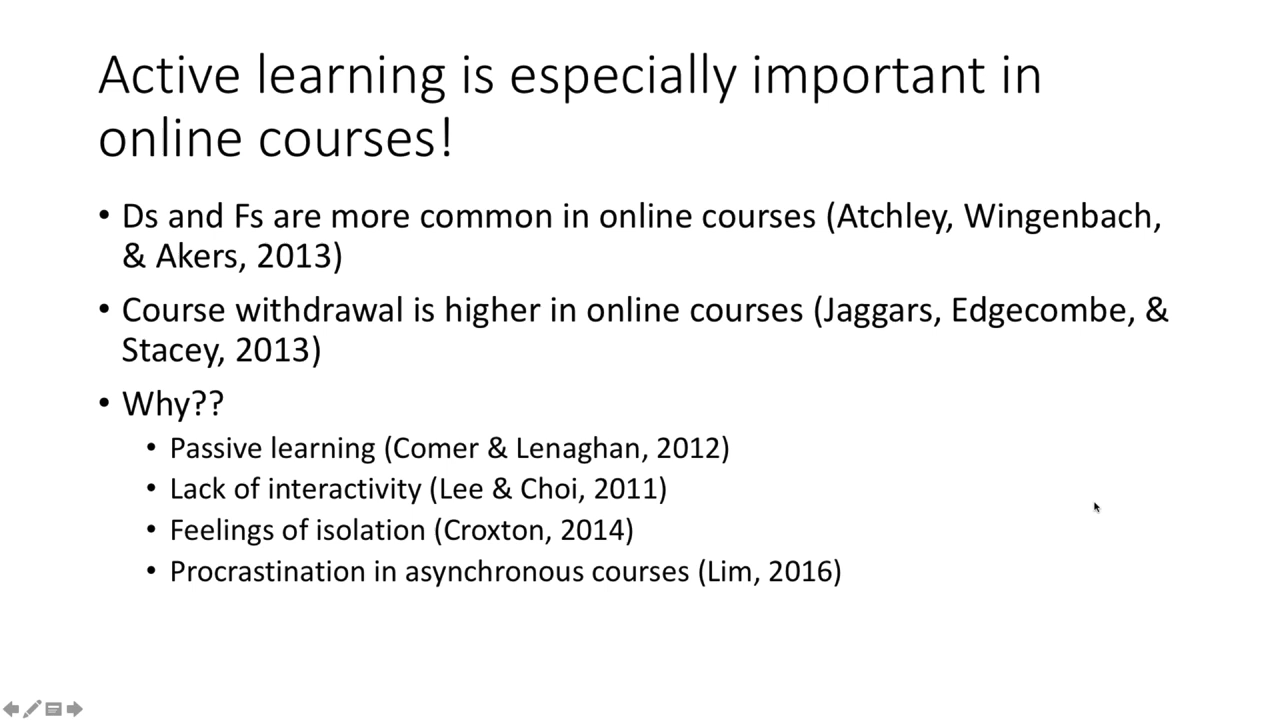 Active learning is especially important in
online courses!
• Ds and Fs are more common in online courses (Atchley, Wingenbach,
& Akers, 2013)
• Course withdrawal is higher in online courses (Jaggars, Edgecombe, &
Stacey, 2013)
• Why??
• Passive learning (Comer & Lenaghan, 2012)
• Lack of interactivity (Lee & Choi, 2011)
• Feelings of isolation (Croxton, 2014)
• Procrastination in asynchronous courses (Lim, 2016)